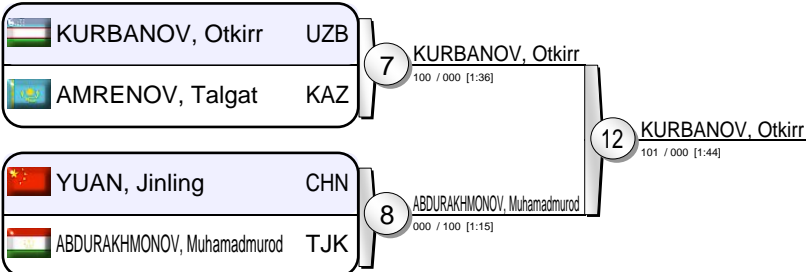 KURBANOV, Otkirr UZB
AMRENOV, Talgat KAZ
7
KURBANOV, Otkirr
100 / 000 [1:36]
12
KURBANOV, Otkirr
101 / 000 [1:44]
YUAN, Jinling CHN
ABDURAKHMONOV, Muhamadmurod TJK
8
ABDURAKHMONOV, Muhamadmurod
000 / 100 [1:15]